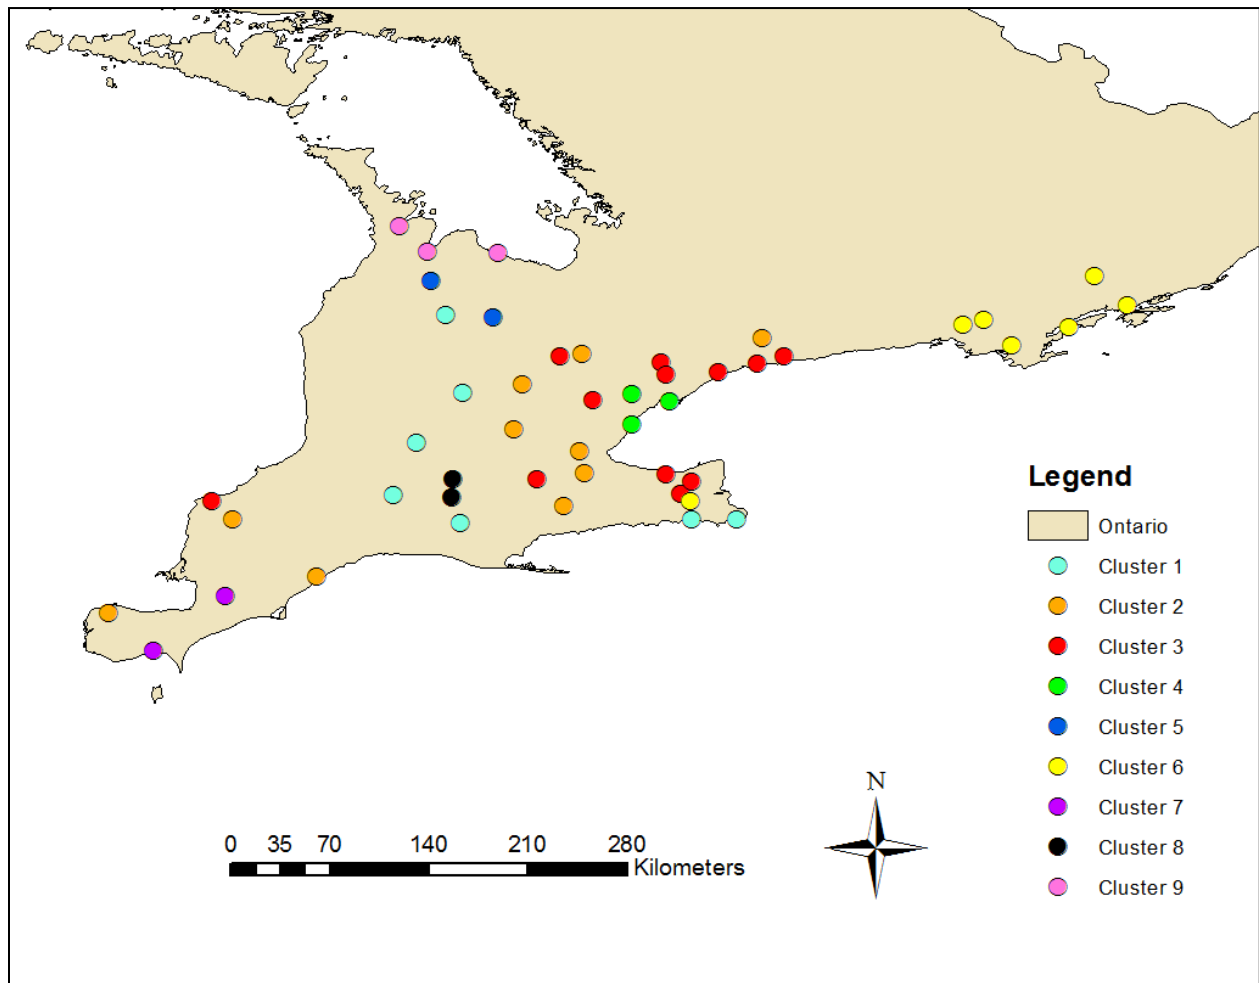 Legend
Ontario
Cluster 1
Cluster 2
Cluster 3
Cluster 4
Cluster 5
Cluster 6
Cluster 7
Cluster 8
Cluster 9
N
0 35 70 140 210 280
Kilometers